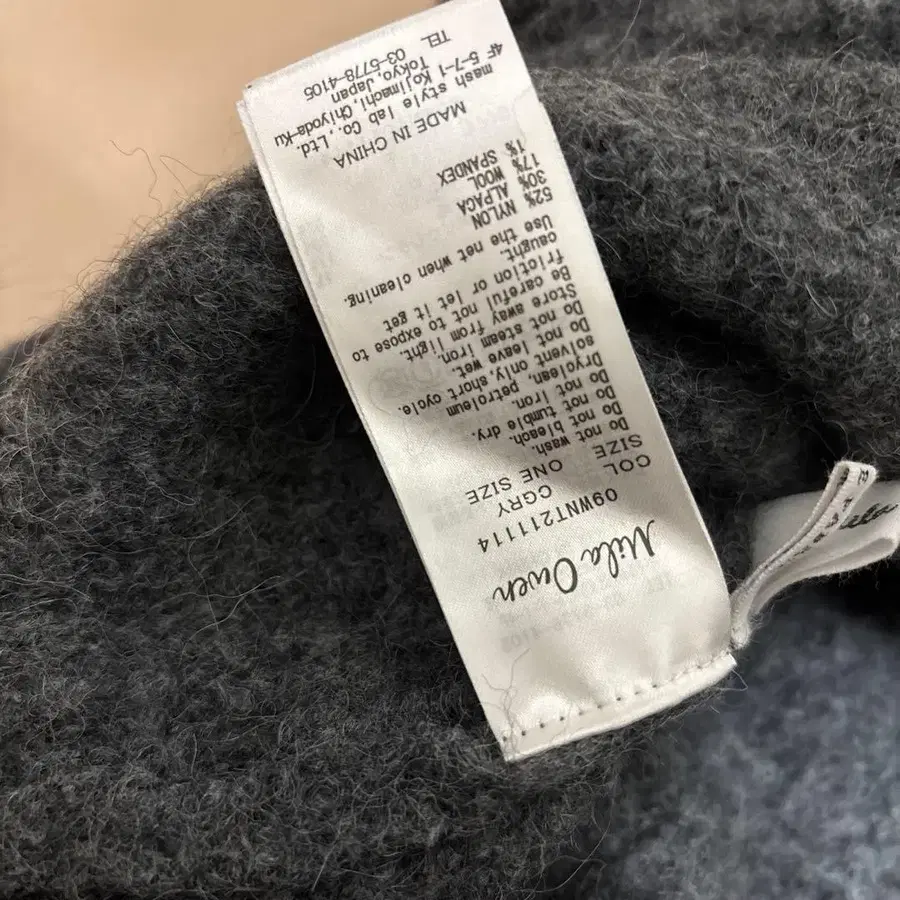 Mila Owen
09WNT211114
COL CGRY
SIZE ONE SIZE
Do not wash.
Do not bleach.
Do not tumble dry.
Do not iron.
Dryclean, petroleum
solvent only, short cycle.
Do not leave wet.
Do not steam iron.
Store away from light.
Be careful not to expose to
friction or let it get
caught.
Use the net when cleaning.
52% NYLON
30% ALPACA
17% WOOL
1% SPANDEX
MADE IN CHINA
mash style lab Co., Ltd.
4F 5-7-1 Kojimachi,Chiyoda-Ku
Tokyo, Japan
TEL 03-5778-4105